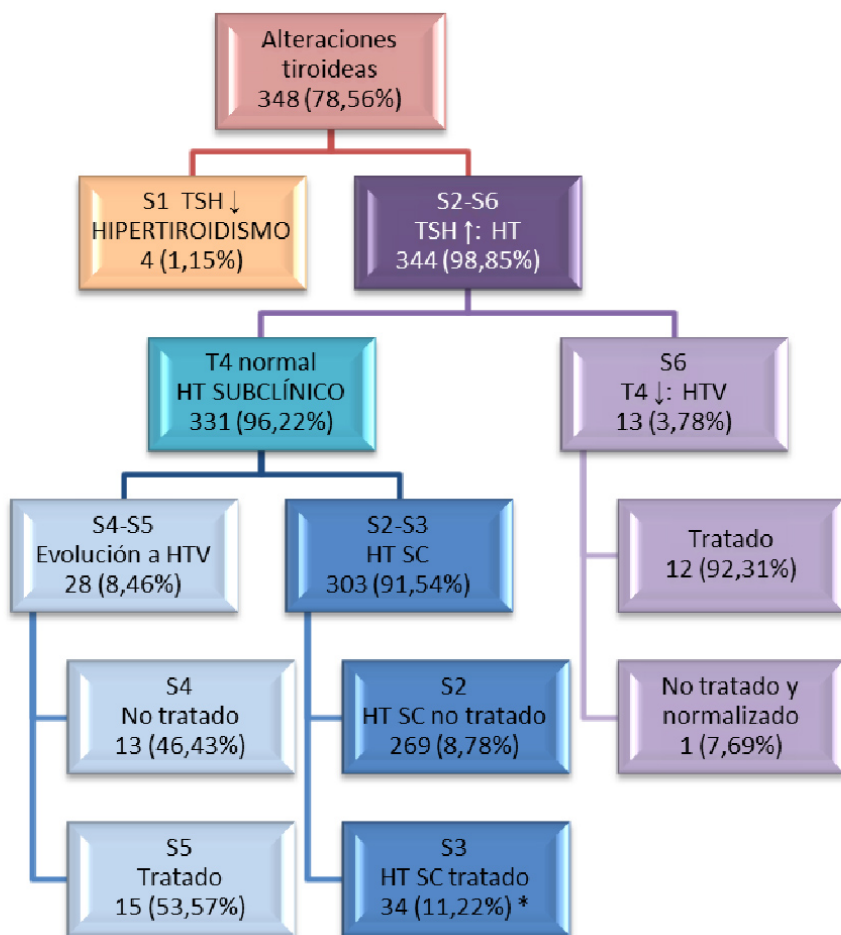 Alteraciones
tiroideas
348 (78,56%)
S1 TSH ↓
HIPERTIROIDISMO
4 (1,15%)
S2-S6
TSH ↑: HT
344 (98,85%)
T4 normal
HT SUBCLÍNICO
331 (96,22%)
S6
T4 ↓: HTV
13 (3,78%)
S4-S5
Evolución a HTV
28 (8,46%)
S2-S3
HT SC
303 (91,54%)
Tratado
12 (92,31%)
S4
No tratado
13 (46,43%)
S2
HT SC no tratado
269 (8,78%)
No tratado y
normalizado
1 (7,69%)
S5
Tratado
15 (53,57%)
S3
HT SC tratado
34 (11,22%) *